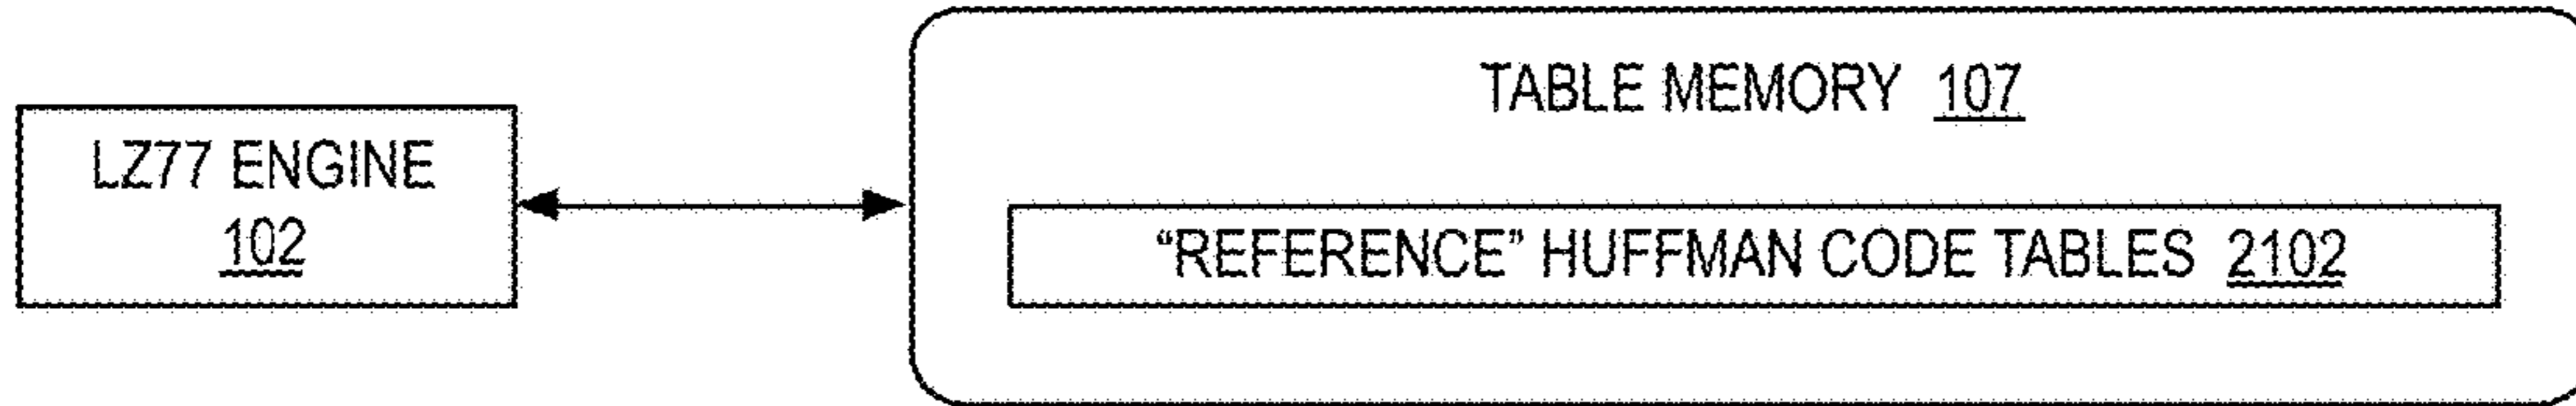 TABLE MEMORY 107
LZ77 ENGINE
102
“REFERENCE” HUFFMAN CODE TABLES 2102